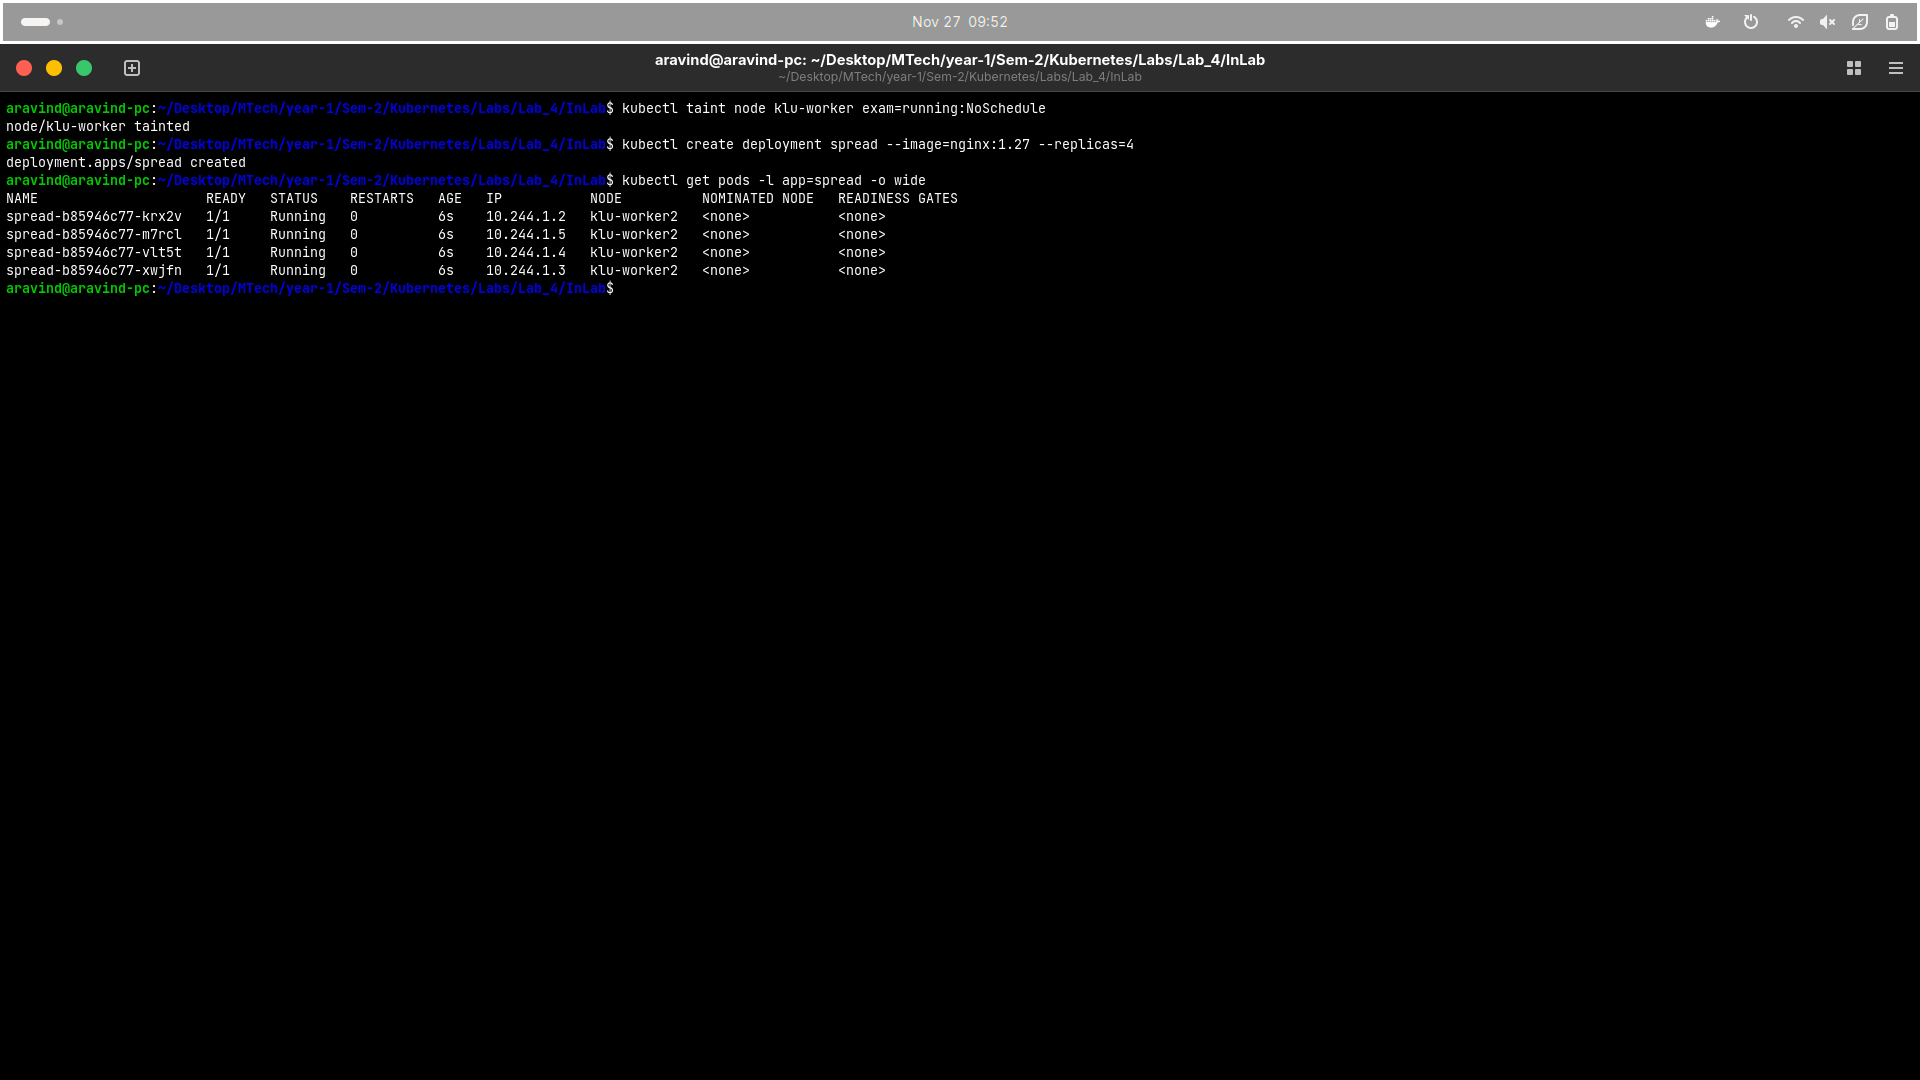 Nov 27 09:52
aravind@aravind-pc: ~/Desktop/MTech/year-1/Sem-2/Kubernetes/Labs/Lab_4/InLab
~/Desktop/MTech/year-1/Sem-2/Kubernetes/Labs/Lab_4/InLab
aravind@aravind-pc:~/Desktop/MTech/year-1/Sem-2/Kubernetes/Labs/Lab_4/InLab$ kubectl taint node klu-worker exam=running:NoSchedule
node/klu-worker tainted
aravind@aravind-pc:~/Desktop/MTech/year-1/Sem-2/Kubernetes/Labs/Lab_4/InLab$ kubectl create deployment spread --image=nginx:1.27 --replicas=4
deployment.apps/spread created
aravind@aravind-pc:~/Desktop/MTech/year-1/Sem-2/Kubernetes/Labs/Lab_4/InLab$ kubectl get pods -l app=spread -o wide
NAME                     READY   STATUS    RESTARTS   AGE   IP           NODE          NOMINATED NODE   READINESS GATES
spread-b85946c77-krx2v   1/1     Running   0          6s    10.244.1.2   klu-worker2   <none>           <none>
spread-b85946c77-m7rcl   1/1     Running   0          6s    10.244.1.5   klu-worker2   <none>           <none>
spread-b85946c77-vlt5t   1/1     Running   0          6s    10.244.1.4   klu-worker2   <none>           <none>
spread-b85946c77-xwjfn   1/1     Running   0          6s    10.244.1.3   klu-worker2   <none>           <none>
aravind@aravind-pc:~/Desktop/MTech/year-1/Sem-2/Kubernetes/Labs/Lab_4/InLab$